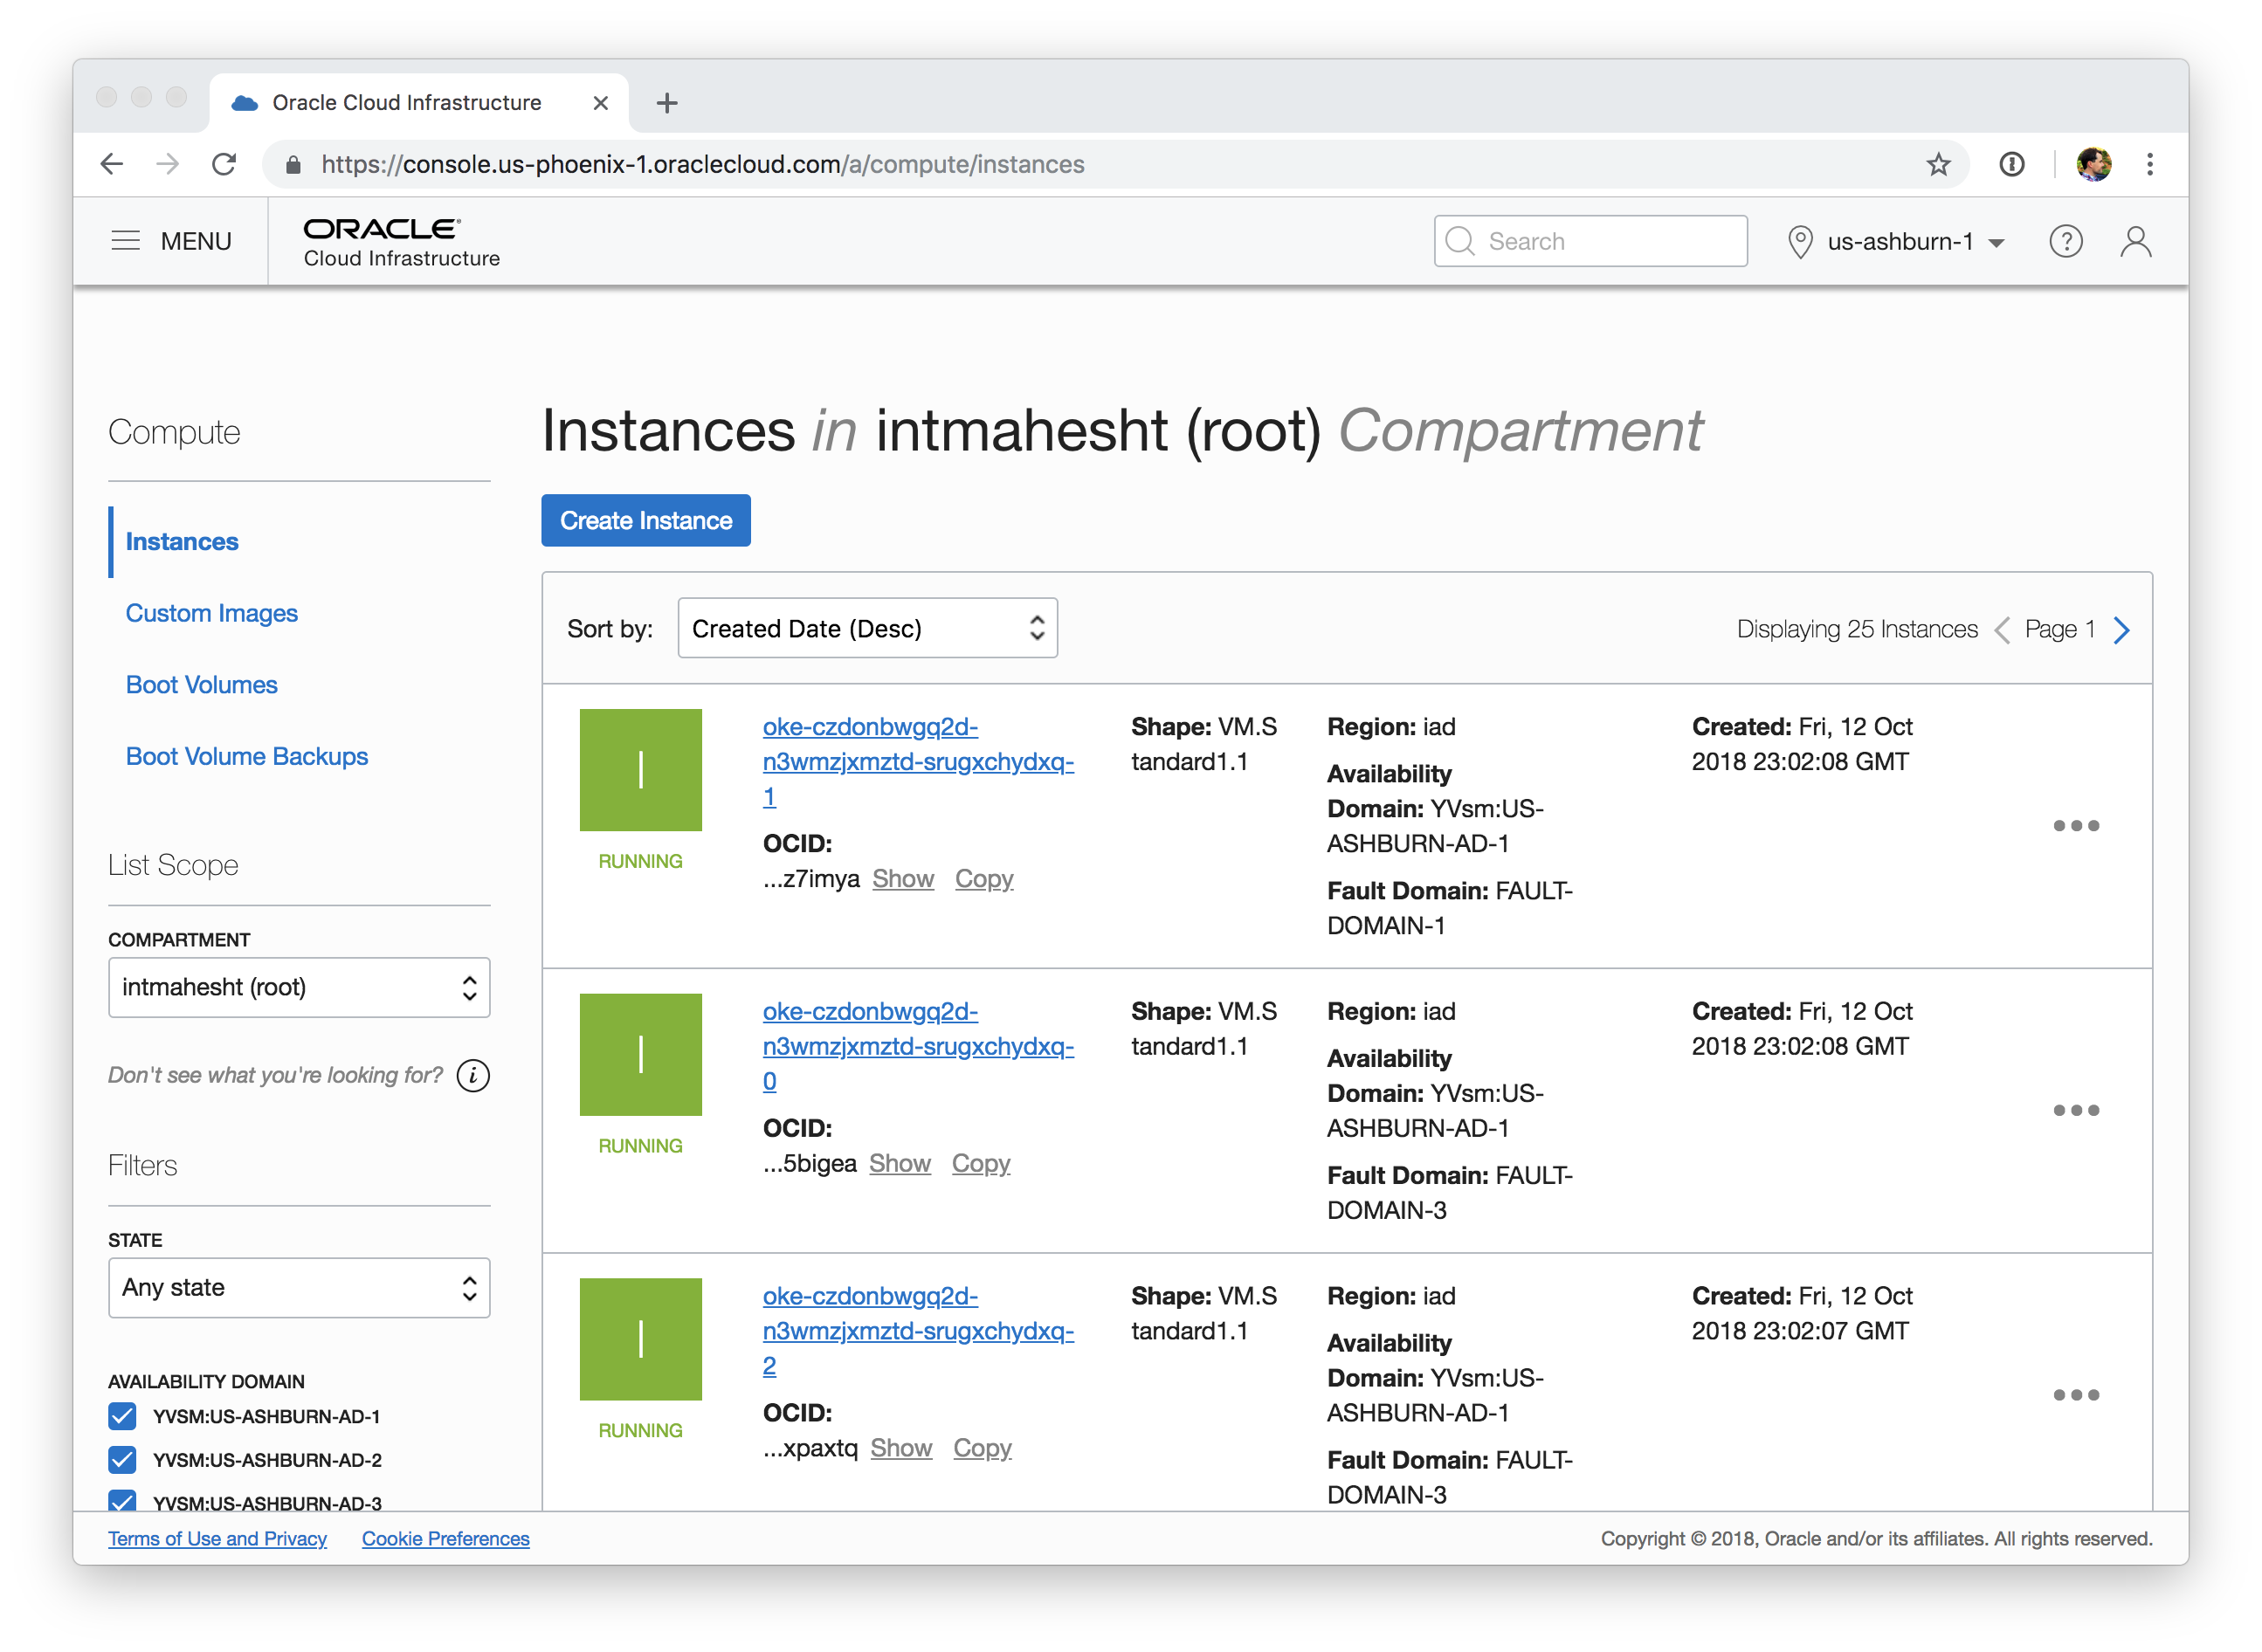 Oracle Cloud Infrastructure
https://console.us-phoenix-1.oraclecloud.com/a/compute/instances
MENU
ORACLE
Cloud Infrastructure
Search
us-ashburn-1
Compute
Instances
Custom Images
Boot Volumes
Boot Volume Backups
List Scope
COMPARTMENT
intmahesht (root)
Don't see what you're looking for?
Filters
STATE
Any state
AVAILABILITY DOMAIN
YVSM:US-ASHBURN-AD-1
YVSM:US-ASHBURN-AD-2
YVSM:US-ASHBURN-AD-3
Instances in intmahesht (root) Compartment
Create Instance
Sort by:
Created Date (Desc)
Displaying 25 Instances
Page 1
I
RUNNING
oke-czdonbwgq2d-
n3wmzjxmztd-srugxchydxq-
1
OCID:
...z7imya Show Copy
Shape: VM.S
tandard1.1
Region: iad
Availability
Domain: YVsm:US-
ASHBURN-AD-1
Fault Domain: FAULT-
DOMAIN-1
Created: Fri, 12 Oct
2018 23:02:08 GMT
I
RUNNING
oke-czdonbwgq2d-
n3wmzjxmztd-srugxchydxq-
0
OCID:
...5bigea Show Copy
Shape: VM.S
tandard1.1
Region: iad
Availability
Domain: YVsm:US-
ASHBURN-AD-1
Fault Domain: FAULT-
DOMAIN-3
Created: Fri, 12 Oct
2018 23:02:08 GMT
I
RUNNING
oke-czdonbwgq2d-
n3wmzjxmztd-srugxchydxq-
2
OCID:
...xpaxtq Show Copy
Shape: VM.S
tandard1.1
Region: iad
Availability
Domain: YVsm:US-
ASHBURN-AD-1
Fault Domain: FAULT-
DOMAIN-3
Created: Fri, 12 Oct
2018 23:02:07 GMT
Terms of Use and Privacy
Cookie Preferences
Copyright © 2018, Oracle and/or its affiliates. All rights reserved.